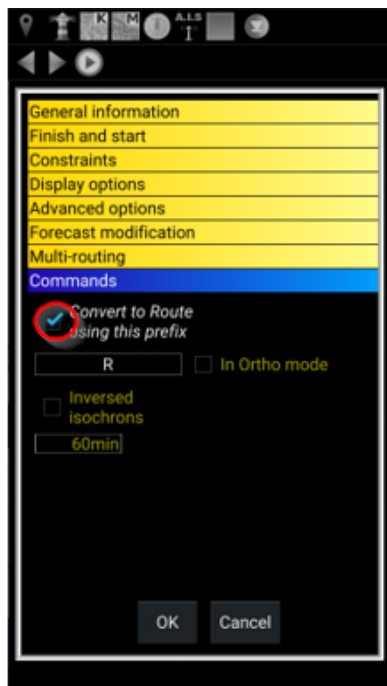 K
M
A.I.S
General information
Finish and start
Constraints
Display options
Advanced options
Forecast modification
Multi-routing
Commands
Convert to Route
using this prefix
R
In Ortho mode
Inversed
isochrons
60min
OK
Cancel